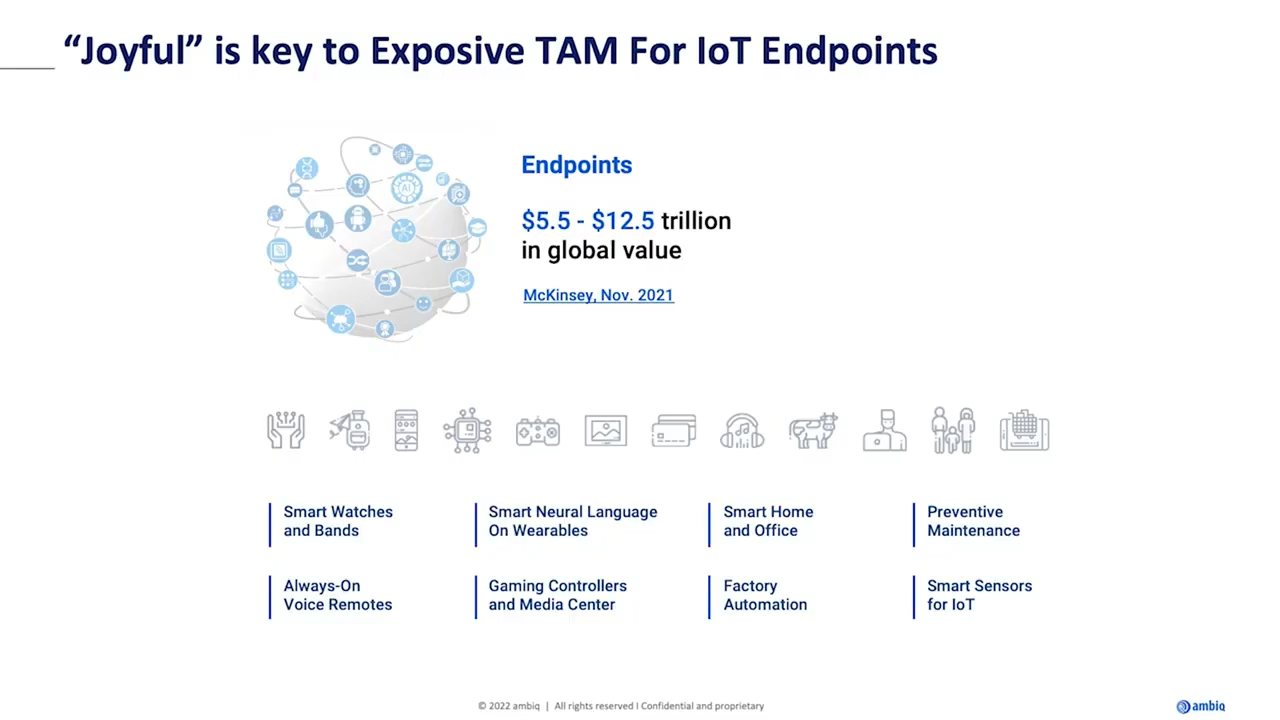 “Joyful” is key to Exposive TAM For IoT Endpoints
AI
Endpoints
$5.5 - $12.5 trillion
in global value
McKinsey, Nov. 2021
Smart Watches
and Bands
Smart Neural Language
On Wearables
Smart Home
and Office
Preventive
Maintenance
Always-On
Voice Remotes
Gaming Controllers
and Media Center
Factory
Automation
Smart Sensors
for IoT
© 2022 ambiq | All rights reserved I Confidential and proprietary
ambiq